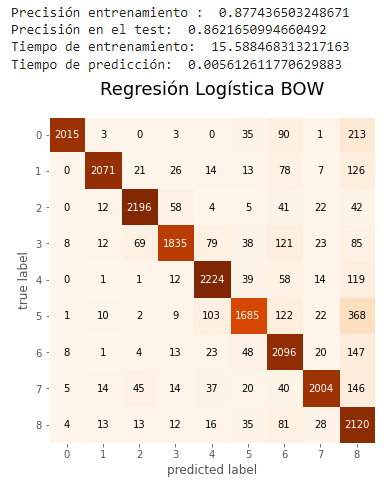 Precisión entrenamiento :  0.877436503248671
Precisión en el test:  0.8621650994660492
Tiempo de entrenamiento:  15.588468313217163
Tiempo de predicción:  0.005612611770629883
Regresión Logística BOW
true label
0 2015 3 0 3 0 35 90 1 213
1 0 2071 21 26 14 13 78 7 126
2 0 12 2196 58 4 5 41 22 42
3 8 12 69 1835 79 38 121 23 85
4 0 1 1 12 2224 39 58 14 119
5 1 10 2 9 103 1685 122 22 368
6 8 1 4 13 23 48 2096 20 147
7 5 14 45 14 37 20 40 2004 146
8 4 13 13 12 16 35 81 28 2120
0 1 2 3 4 5 6 7 8
predicted label